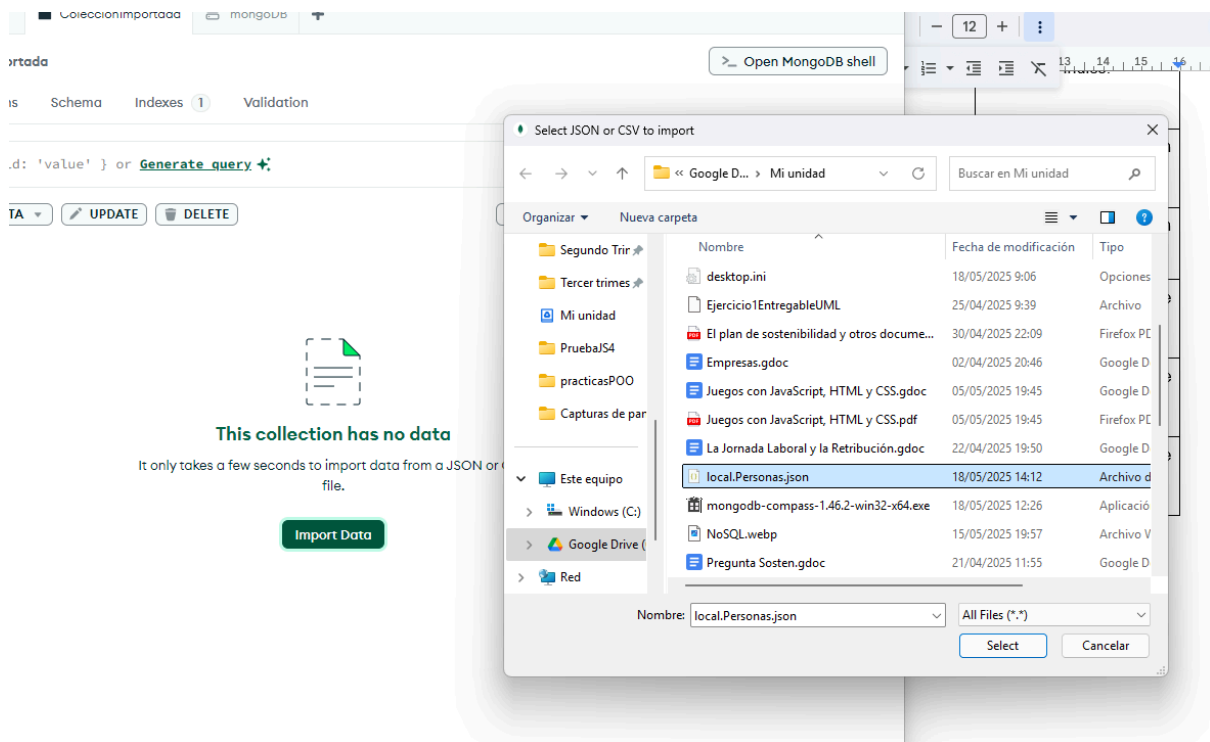 ColeccionImportada
mongoDB
+
ortada
>_ Open MongoDB shell
Schema
Indexes 1
Validation
'value' } or Generate query
TA
UPDATE
DELETE
This collection has no data
It only takes a few seconds to import data from a JSON or
file.
Import Data
− 12 +
13 14 15 16
Select JSON or CSV to import
« Google D... › Mi unidad
Buscar en Mi unidad
Organizar
Nueva carpeta
Segundo Trir
Tercer trimes
Mi unidad
PruebaJS4
practicasPOO
Capturas de par
Este equipo
Windows (C:)
Google Drive (
Red
Nombre Fecha de modificación Tipo
desktop.ini 18/05/2025 9:06 Opciones
Ejercicio1EntregableUML 25/04/2025 9:39 Archivo
El plan de sostenibilidad y otros docume... 30/04/2025 22:09 Firefox PD
Empresas.gdoc 02/04/2025 20:46 Google D
Juegos con JavaScript, HTML y CSS.gdoc 05/05/2025 19:45 Google D
Juegos con JavaScript, HTML y CSS.pdf 05/05/2025 19:45 Firefox PD
La Jornada Laboral y la Retribución.gdoc 22/04/2025 19:50 Google D
local.Personas.json 18/05/2025 14:12 Archivo d
mongodb-compass-1.46.2-win32-x64.exe 18/05/2025 12:26 Aplicació
NoSQL.webp 15/05/2025 19:57 Archivo W
Pregunta Sosten.gdoc 21/04/2025 11:55 Google D
Nombre: local.Personas.json
All Files (*.*)
Select
Cancelar